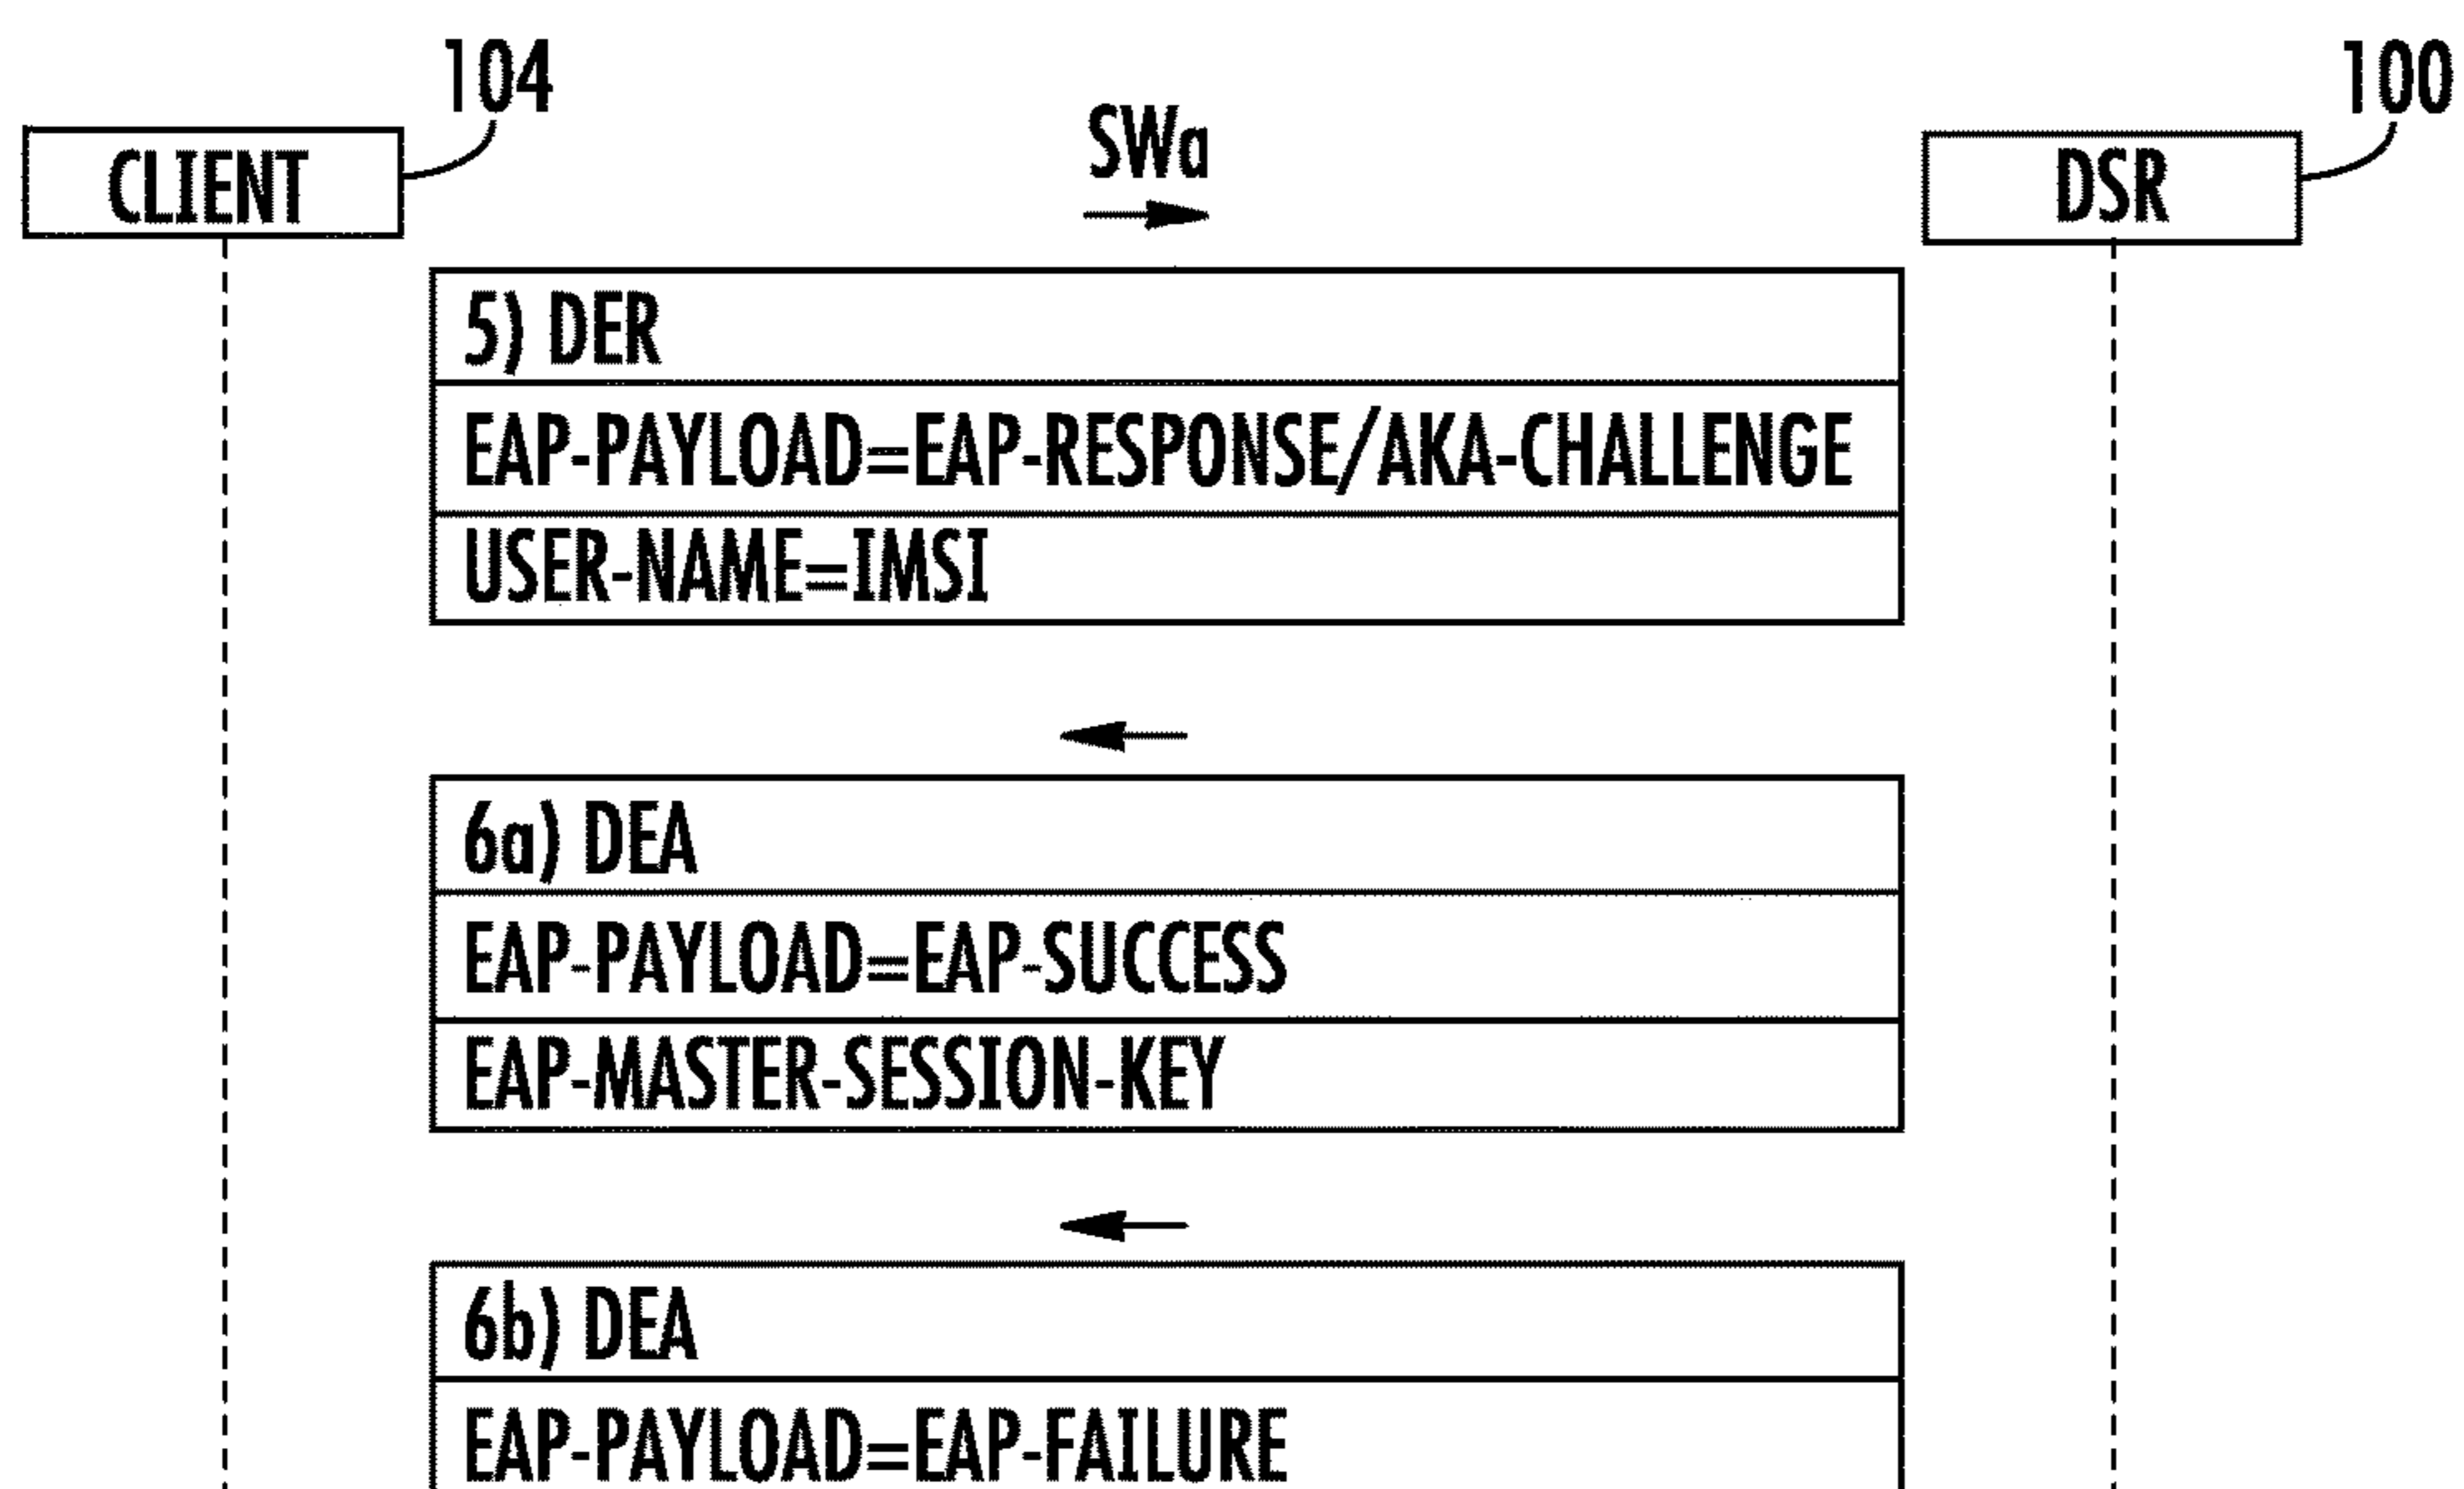 104
100
CLIENT
SWa
DSR
5) DER
EAP-PAYLOAD=EAP-RESPONSE/AKA-CHALLENGE
USER-NAME=IMSI
6a) DEA
EAP-PAYLOAD=EAP-SUCCESS
EAP-MASTER-SESSION-KEY
6b) DEA
EAP-PAYLOAD=EAP-FAILURE